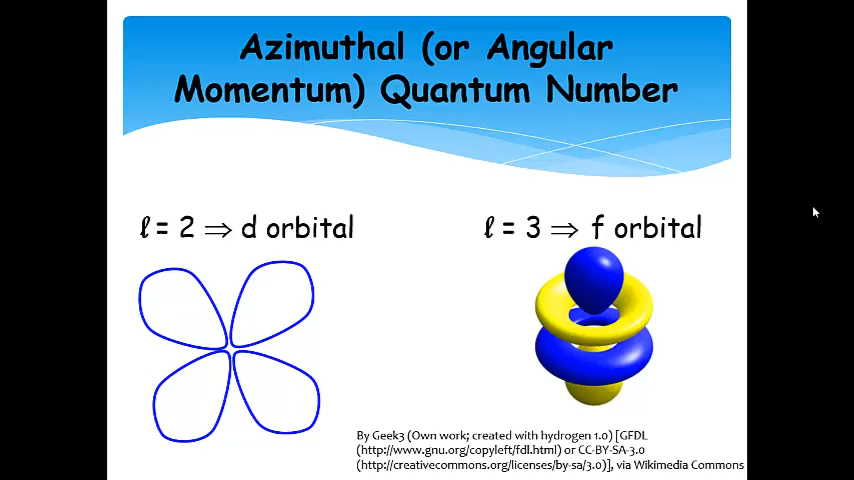 Azimuthal (or Angular
Momentum) Quantum Number
ℓ = 2 ⇒ d orbital
ℓ = 3 ⇒ f orbital
By Geek3 (Own work; created with hydrogen 1.0) [GFDL
(http://www.gnu.org/copyleft/fdl.html) or CC-BY-SA-3.0
(http://creativecommons.org/licenses/by-sa/3.0)], via Wikimedia Commons